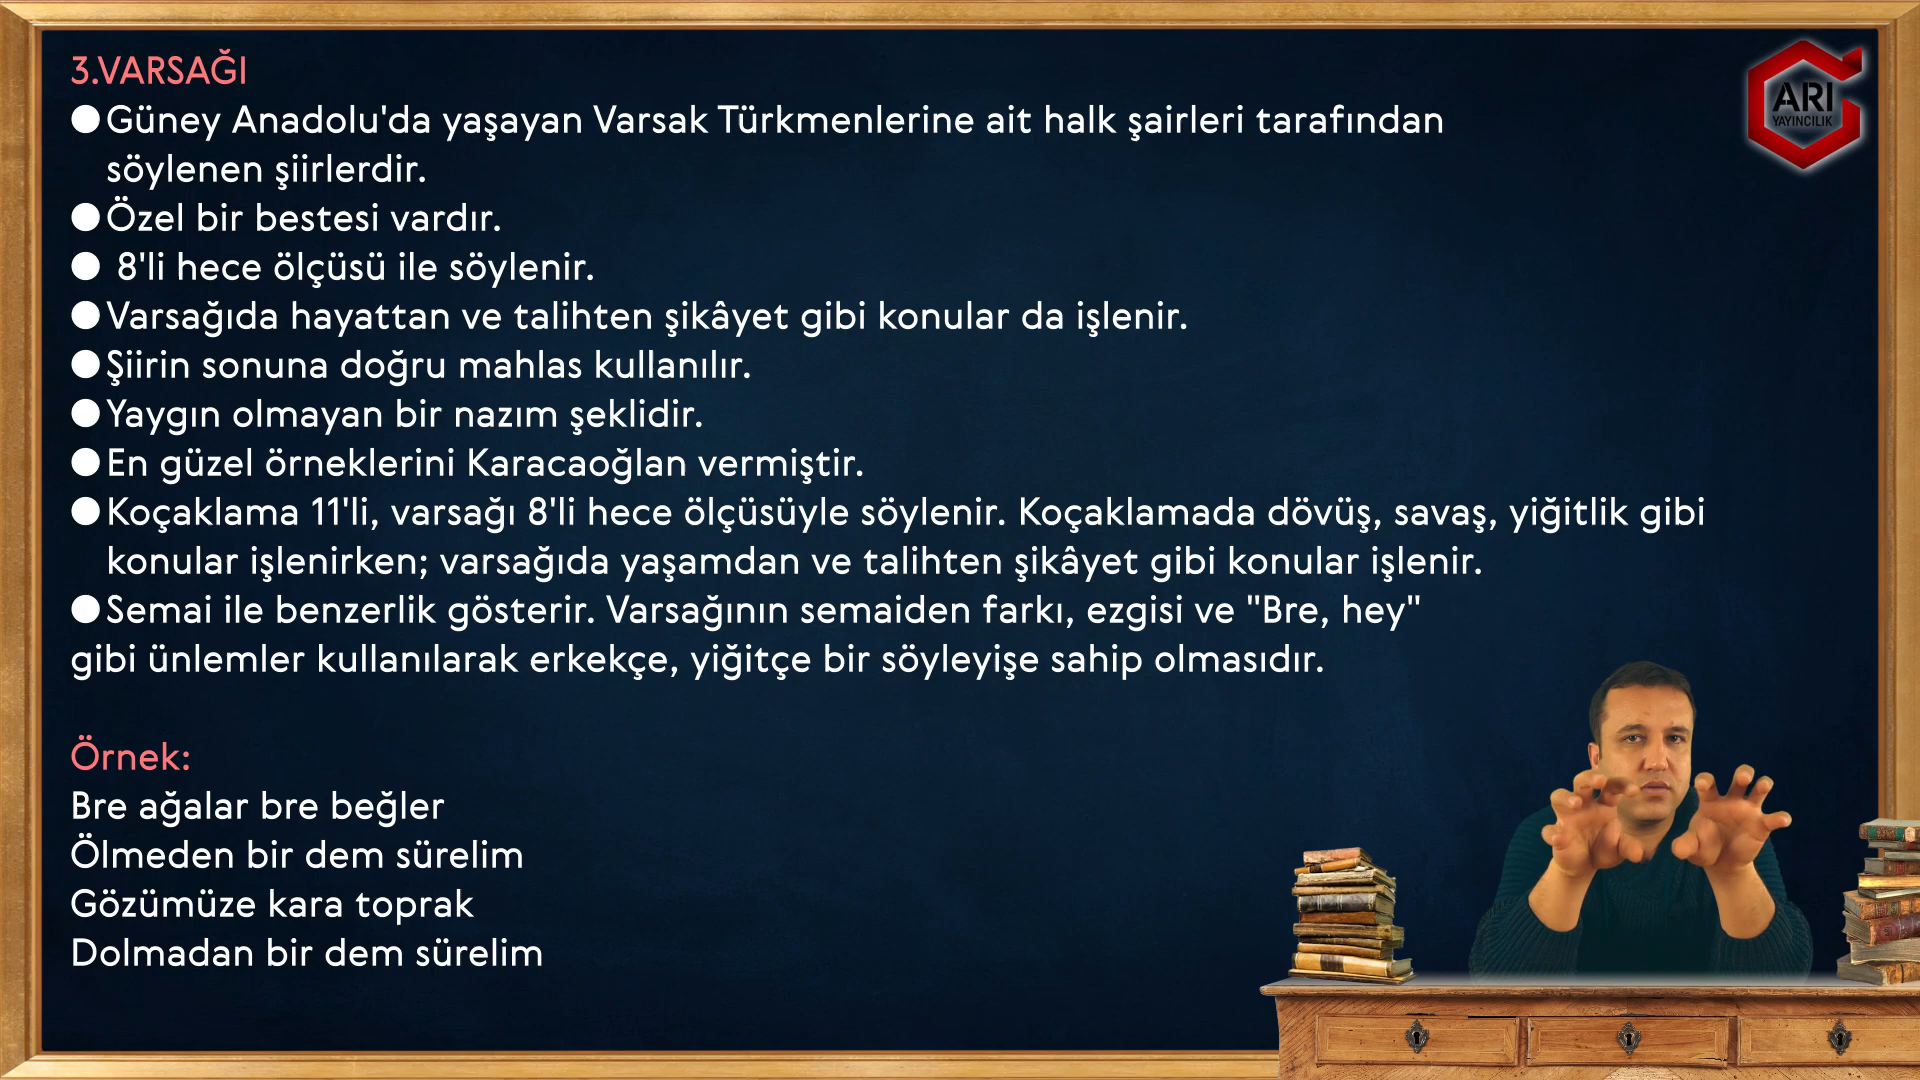 3.VARSAĞI
●Güney Anadolu'da yaşayan Varsak Türkmenlerine ait halk şairleri tarafından
söylenen şiirlerdir.
●Özel bir bestesi vardır.
● 8'li hece ölçüsü ile söylenir.
●Varsağıda hayattan ve talihten şikâyet gibi konular da işlenir.
●Şiirin sonuna doğru mahlas kullanılır.
●Yaygın olmayan bir nazım şeklidir.
●En güzel örneklerini Karacaoğlan vermiştir.
●Koçaklama 11'li, varsağı 8'li hece ölçüsüyle söylenir. Koçaklamada dövüş, savaş, yiğitlik gibi
konular işlenirken; varsağıda yaşamdan ve talihten şikâyet gibi konular işlenir.
●Semai ile benzerlik gösterir. Varsağının semaiden farkı, ezgisi ve "Bre, hey"
gibi ünlemler kullanılarak erkekçe, yiğitçe bir söyleyişe sahip olmasıdır.
Örnek:
Bre ağalar bre beğler
Ölmeden bir dem sürelim
Gözümüze kara toprak
Dolmadan bir dem sürelim
ARI
YAYINCILIK